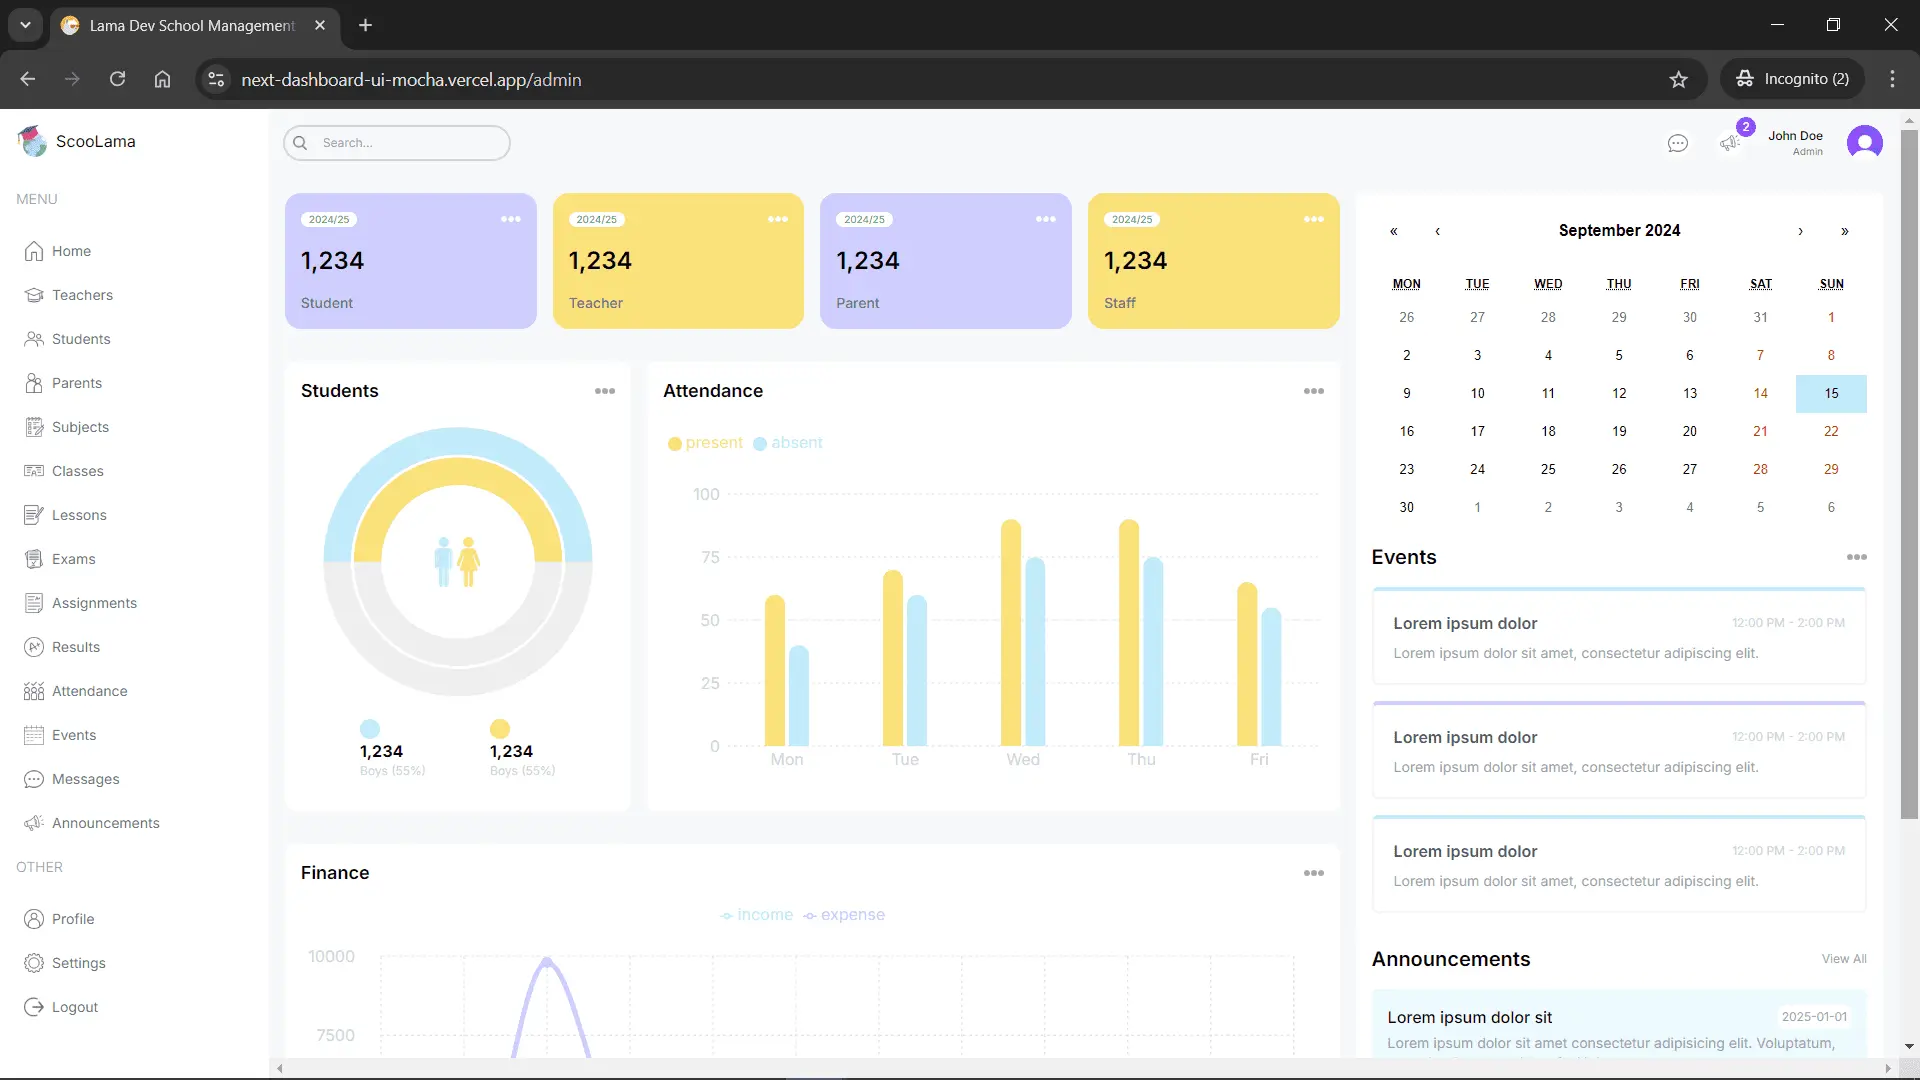 Lama Dev School Management
next-dashboard-ui-mocha.vercel.app/admin
Incognito (2)
ScooLama
MENU
Home
Teachers
Students
Parents
Subjects
Classes
Lessons
Exams
Assignments
Results
Attendance
Events
Messages
Announcements
OTHER
Profile
Settings
Logout
Search...
2
John Doe
Admin
2024/25
1,234
Student
2024/25
1,234
Teacher
2024/25
1,234
Parent
2024/25
1,234
Staff
Students
1,234
Boys (55%)
1,234
Boys (55%)
Attendance
present absent
100
75
50
25
0
Mon Tue Wed Thu Fri
Finance
income expense
10000
7500
« ‹ September 2024 › »
MON TUE WED THU FRI SAT SUN
26 27 28 29 30 31 1
2 3 4 5 6 7 8
9 10 11 12 13 14 15
16 17 18 19 20 21 22
23 24 25 26 27 28 29
30 1 2 3 4 5 6
Events
Lorem ipsum dolor 12:00 PM - 2:00 PM
Lorem ipsum dolor sit amet, consectetur adipiscing elit.
Lorem ipsum dolor 12:00 PM - 2:00 PM
Lorem ipsum dolor sit amet, consectetur adipiscing elit.
Lorem ipsum dolor 12:00 PM - 2:00 PM
Lorem ipsum dolor sit amet, consectetur adipiscing elit.
Announcements View All
Lorem ipsum dolor sit 2025-01-01
Lorem ipsum dolor sit amet consectetur adipiscing elit. Voluptatum,